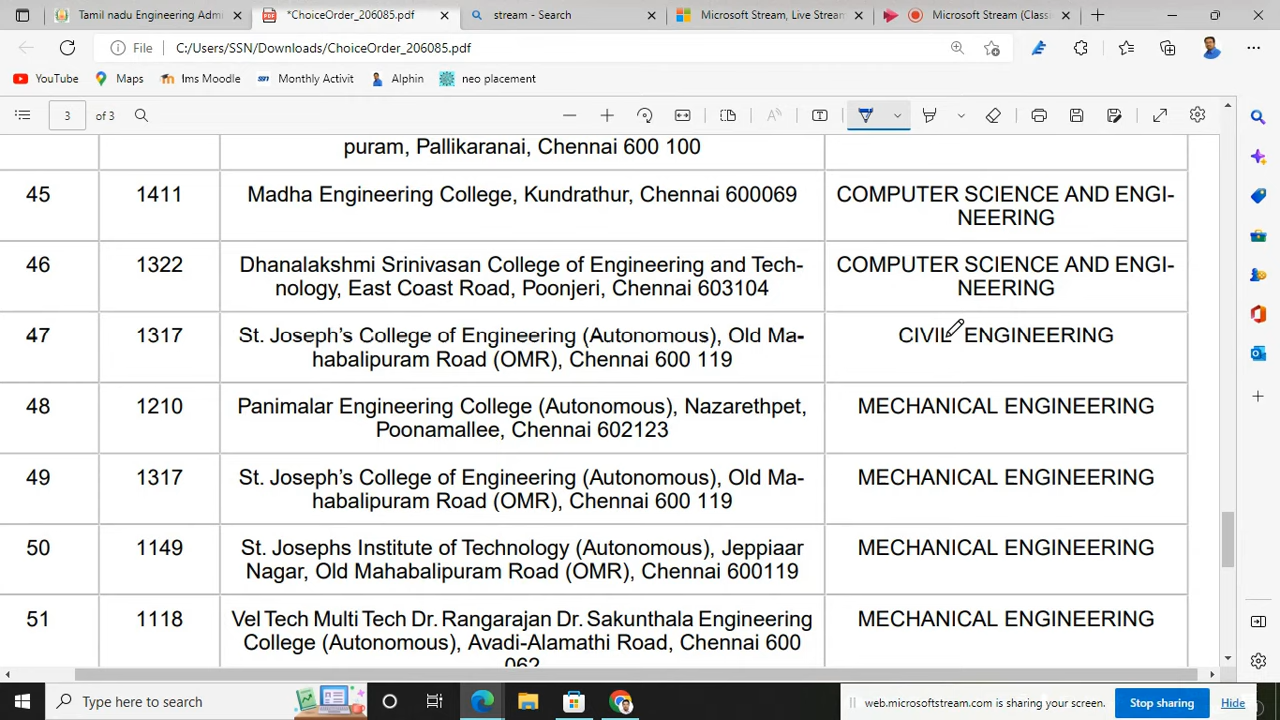 Tamil nadu Engineering Admi
*ChoiceOrder_206085.pdf
stream - Search
Microsoft Stream, Live Stream
Microsoft Stream (Class
File
C:/Users/SSN/Downloads/ChoiceOrder_206085.pdf
YouTube
Maps
Ims Moodle
Monthly Activit
Alphin
neo placement
3
of 3
puram, Pallikaranai, Chennai 600 100
45
1411
Madha Engineering College, Kundrathur, Chennai 600069
COMPUTER SCIENCE AND ENGI-
NEERING
46
1322
Dhanalakshmi Srinivasan College of Engineering and Tech-
nology, East Coast Road, Poonjeri, Chennai 603104
COMPUTER SCIENCE AND ENGI-
NEERING
47
1317
St. Joseph's College of Engineering (Autonomous), Old Ma-
habalipuram Road (OMR), Chennai 600 119
CIVIL ENGINEERING
48
1210
Panimalar Engineering College (Autonomous), Nazarethpet,
Poonamallee, Chennai 602123
MECHANICAL ENGINEERING
49
1317
St. Joseph's College of Engineering (Autonomous), Old Ma-
habalipuram Road (OMR), Chennai 600 119
MECHANICAL ENGINEERING
50
1149
St. Josephs Institute of Technology (Autonomous), Jeppiaar
Nagar, Old Mahabalipuram Road (OMR), Chennai 600119
MECHANICAL ENGINEERING
51
1118
Vel Tech Multi Tech Dr. Rangarajan Dr. Sakunthala Engineering
College (Autonomous), Avadi-Alamathi Road, Chennai 600
062
MECHANICAL ENGINEERING
Type here to search
web.microsoftstream.com is sharing your screen.
Stop sharing
Hide